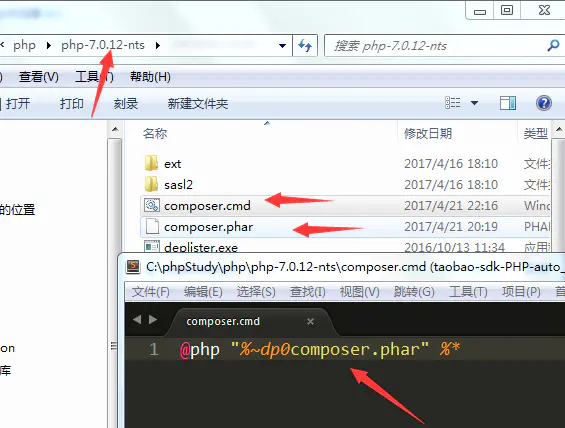 php php-7.0.12-nts
搜索 php-7.0.12-nts
查看(V) 工具(T) 帮助(H)
打开 打印 刻录 新建文件夹
名称 修改日期 类型
ext 2017/4/16 18:10 文件
sasl2 2017/4/16 18:10 文件
composer.cmd 2017/4/21 22:16 Wind
composer.phar 2017/4/21 20:19 PHA
deplister.exe 2016/10/13 11:34 应用
的位置
on
库
C:\phpStudy\php\php-7.0.12-nts\composer.cmd (taobao-sdk-PHP-auto_
文件(F) 编辑(E) 选择(S) 查找(I) 视图(V) 跳转(G) 工具(T) 项目(P)
composer.cmd ×
1 @php "%~dp0composer.phar" %*